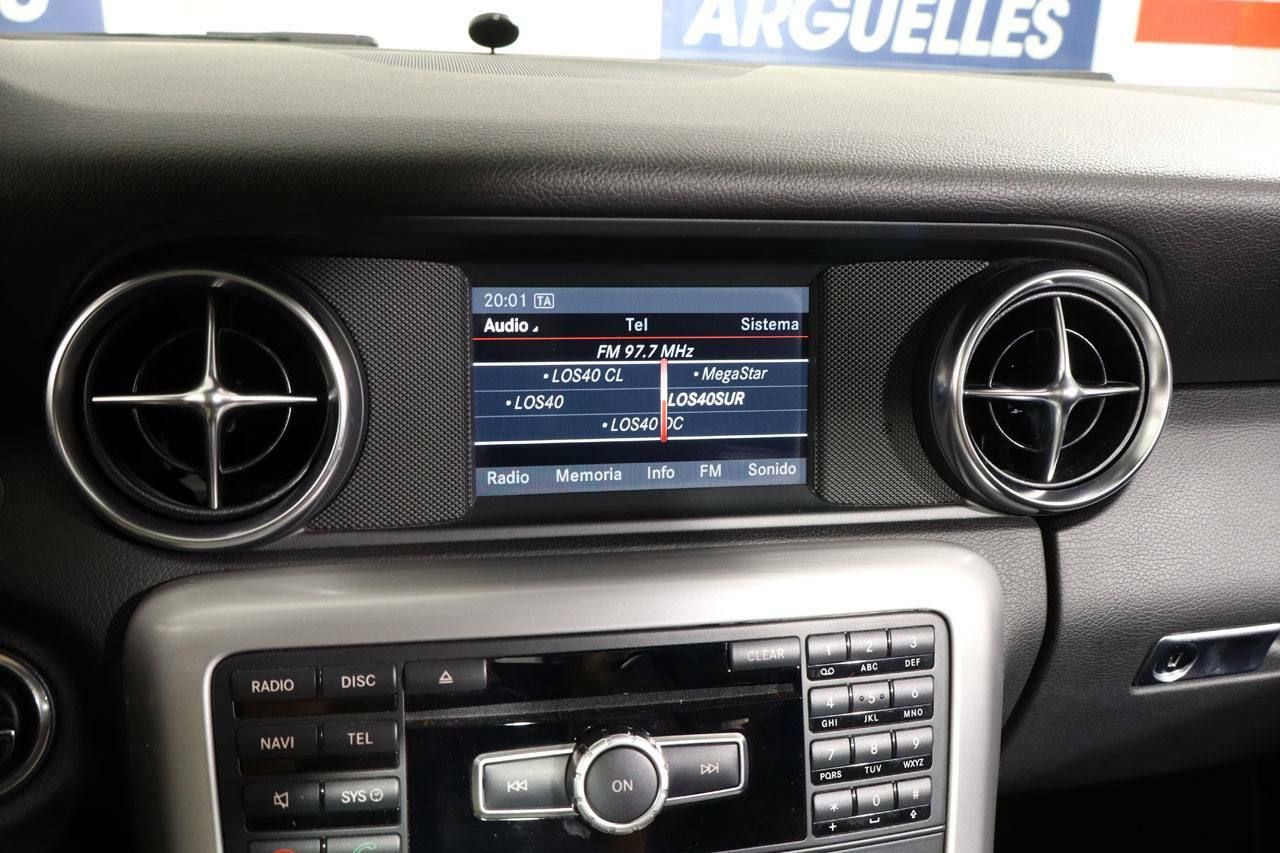 ARGUELLES
20:01 TA
Audio Tel Sistema
FM 97.7 MHz
• LOS40 CL • MegaStar
• LOS40 LOS40SUR
• LOS40 DC
Radio Memoria Info FM Sonido
CLEAR
RADIO DISC
NAVI TEL
SYS
ON
1 2 3
ABC DEF
4 5 6
GHI JKL MNO
7 8 9
PQRS TUV WXYZ
* 0 #
+